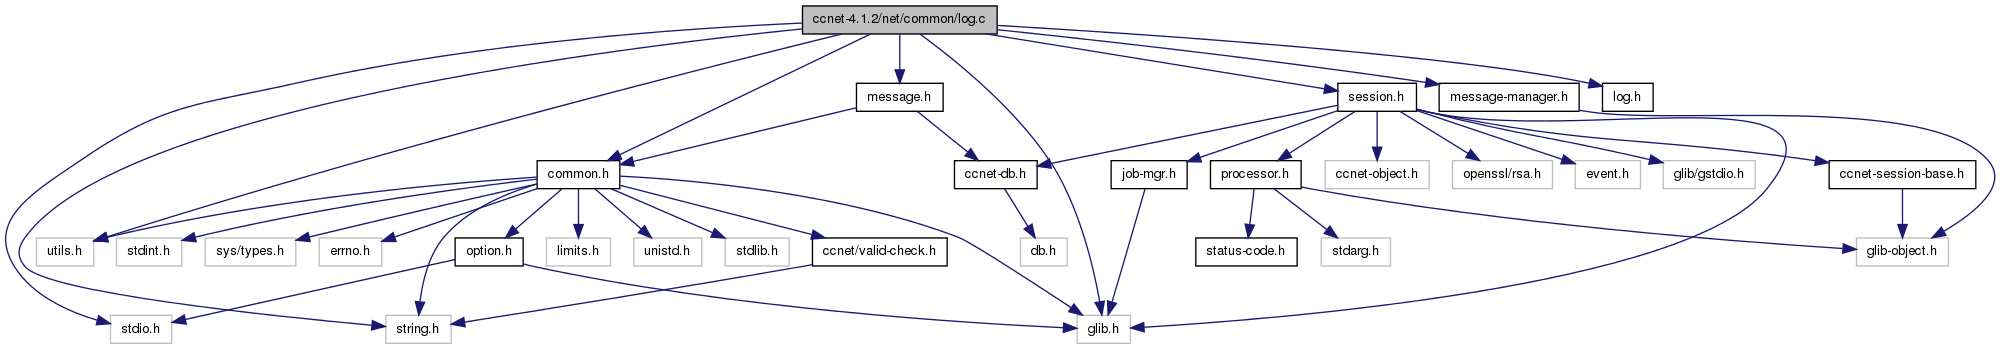 ccnet-4.1.2/net/common/log.c
message.h
session.h
message-manager.h
log.h
common.h
ccnet-db.h
job-mgr.h
processor.h
ccnet-object.h
openssl/rsa.h
event.h
glib/gstdio.h
ccnet-session-base.h
utils.h
stdint.h
sys/types.h
errno.h
option.h
limits.h
unistd.h
stdlib.h
ccnet/valid-check.h
db.h
status-code.h
stdarg.h
glib-object.h
stdio.h
string.h
glib.h